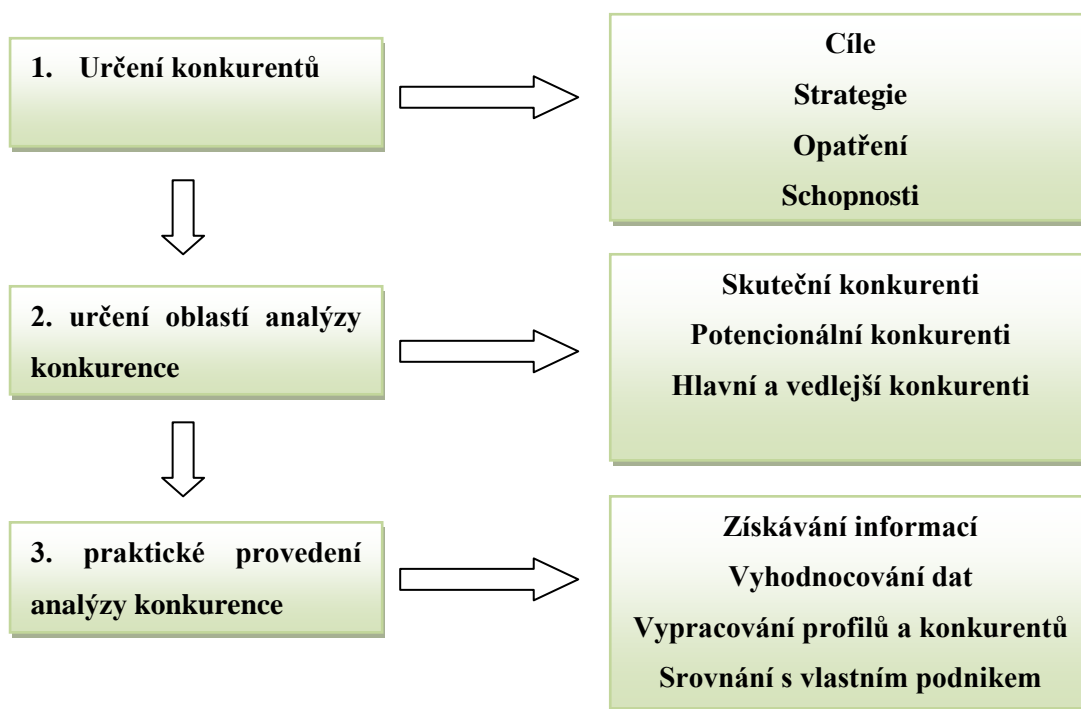 1. Určení konkurentů
Cíle
Strategie
Opatření
Schopnosti
2. určení oblastí analýzy
konkurence
Skuteční konkurenti
Potencionální konkurenti
Hlavní a vedlejší konkurenti
3. praktické provedení
analýzy konkurence
Získávání informací
Vyhodnocování dat
Vypracování profilů a konkurentů
Srovnání s vlastním podnikem